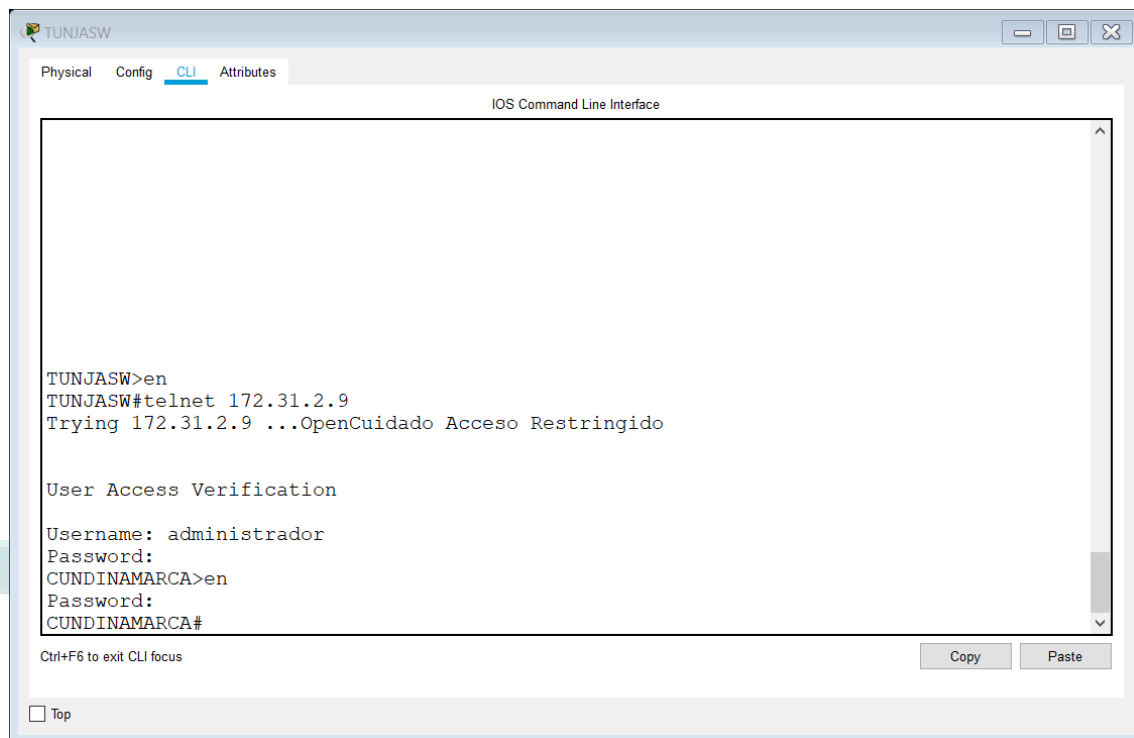 TUNJASW
Physical Config CLI Attributes
IOS Command Line Interface
TUNJASW>en
TUNJASW#telnet 172.31.2.9
Trying 172.31.2.9 ...OpenCuidado Acceso Restringido
User Access Verification
Username: administrador
Password:
CUNDINAMARCA>en
Password:
CUNDINAMARCA#
Ctrl+F6 to exit CLI focus
Copy Paste
Top